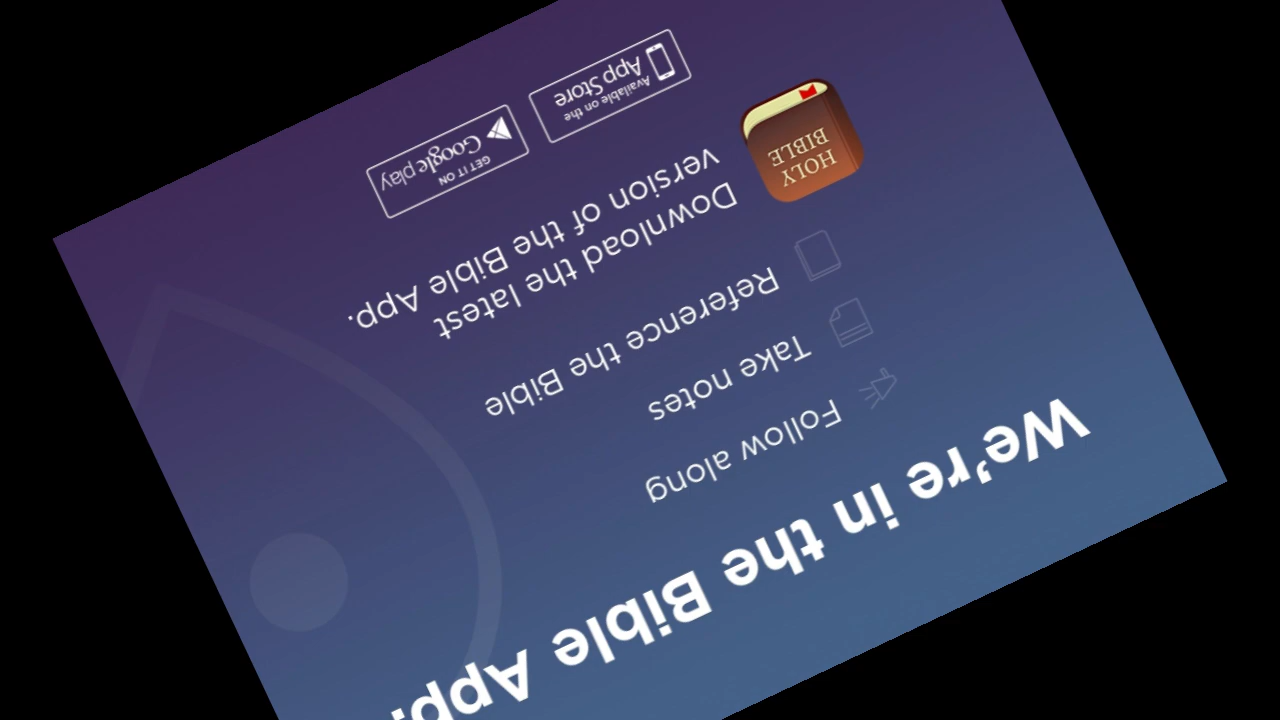 We're in the Bible App.
Follow along
Take notes
Reference the Bible
Download the latest
version of the Bible App.
HOLY
BIBLE
Available on the
App Store
GET IT ON
Google play